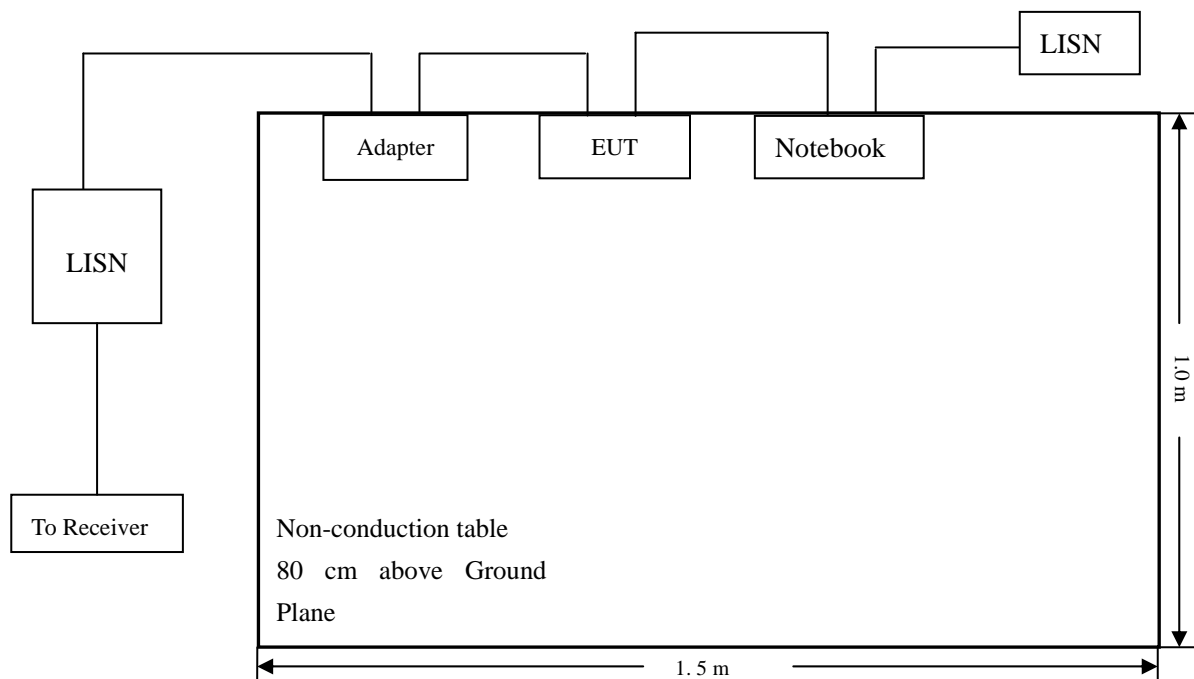 LISN
Adapter
EUT
Notebook
LISN
1.0 m
To Receiver
Non-conduction table
80 cm above Ground
Plane
1. 5 m